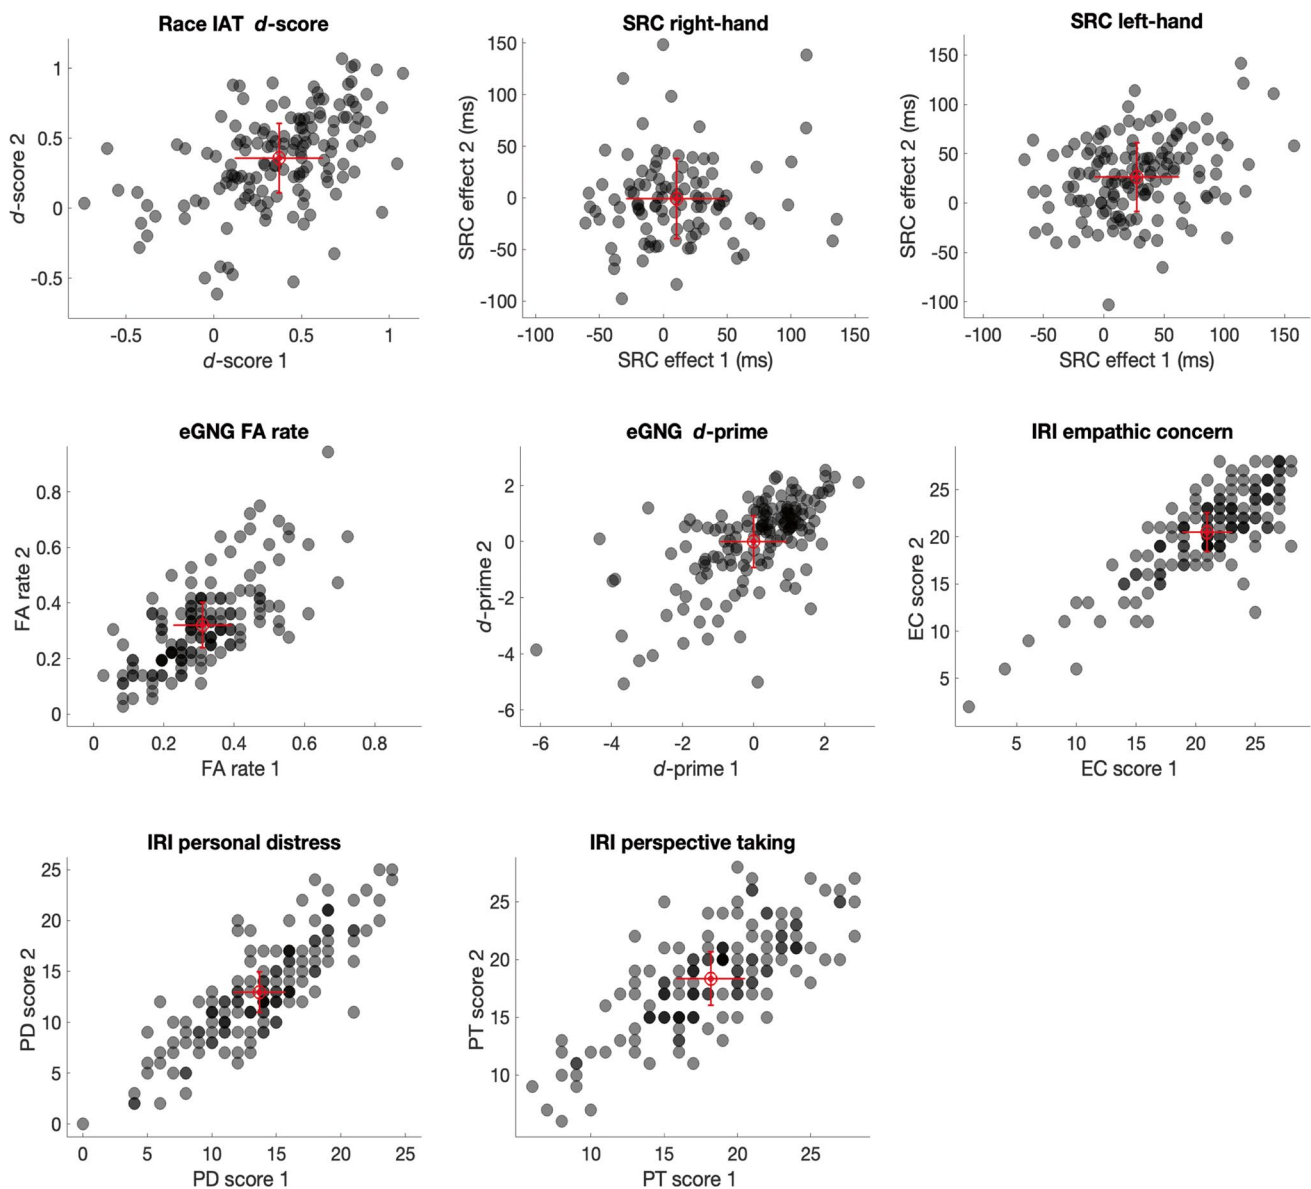 Race IAT d-score
d-score 2
1
0.5
0
-0.5
-0.5 0 0.5 1
d-score 1
SRC right-hand
SRC effect 2 (ms)
150
100
50
0
-50
-100
-100 -50 0 50 100 150
SRC effect 1 (ms)
SRC left-hand
SRC effect 2 (ms)
150
100
50
0
-50
-100
-100 -50 0 50 100 150
SRC effect 1 (ms)
eGNG FA rate
FA rate 2
0.8
0.6
0.4
0.2
0
0 0.2 0.4 0.6 0.8
FA rate 1
eGNG d-prime
d-prime 2
2
0
-2
-4
-6
-6 -4 -2 0 2
d-prime 1
IRI empathic concern
EC score 2
25
20
15
10
5
5 10 15 20 25
EC score 1
IRI personal distress
PD score 2
25
20
15
10
5
0
0 5 10 15 20 25
PD score 1
IRI perspective taking
PT score 2
25
20
15
10
10 15 20 25
PT score 1